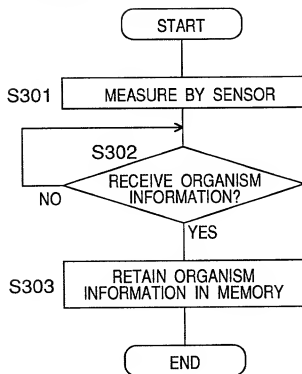 START
S301 MEASURE BY SENSOR
S302
RECEIVE ORGANISM
INFORMATION?
NO
YES
S303
RETAIN ORGANISM
INFORMATION IN MEMORY
END